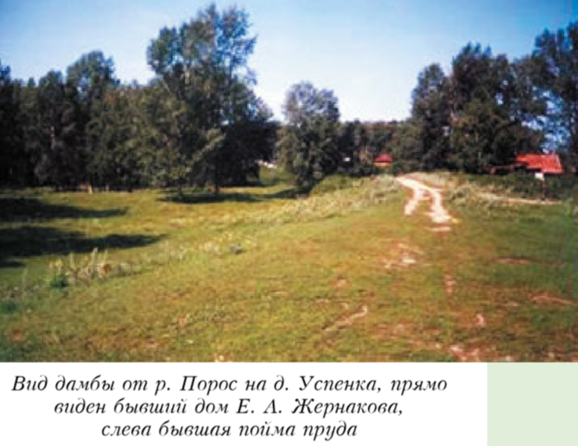 Вид дамбы от р. Порос на д. Успенка, прямо
виден бывший дом Е. А. Жернакова,
слева бывшая пойма пруда